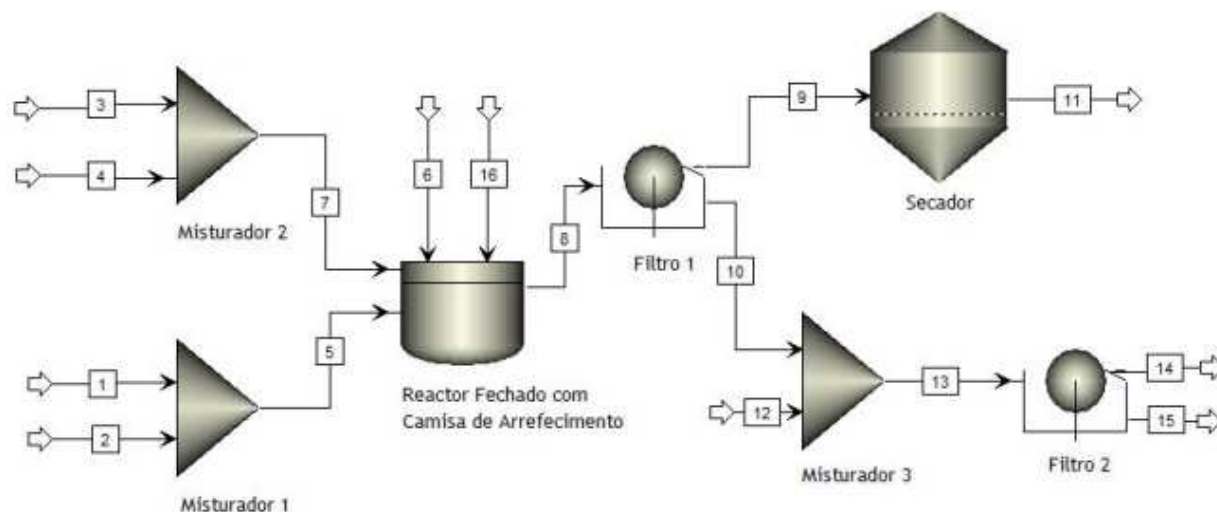 3
4
7
Misturador 2
1
2
5
Misturador 1
6
16
Reactor Fechado com
Camisa de Arrefecimento
8
Filtro 1
9
10
Secador
11
12
Misturador 3
13
14
15
Filtro 2